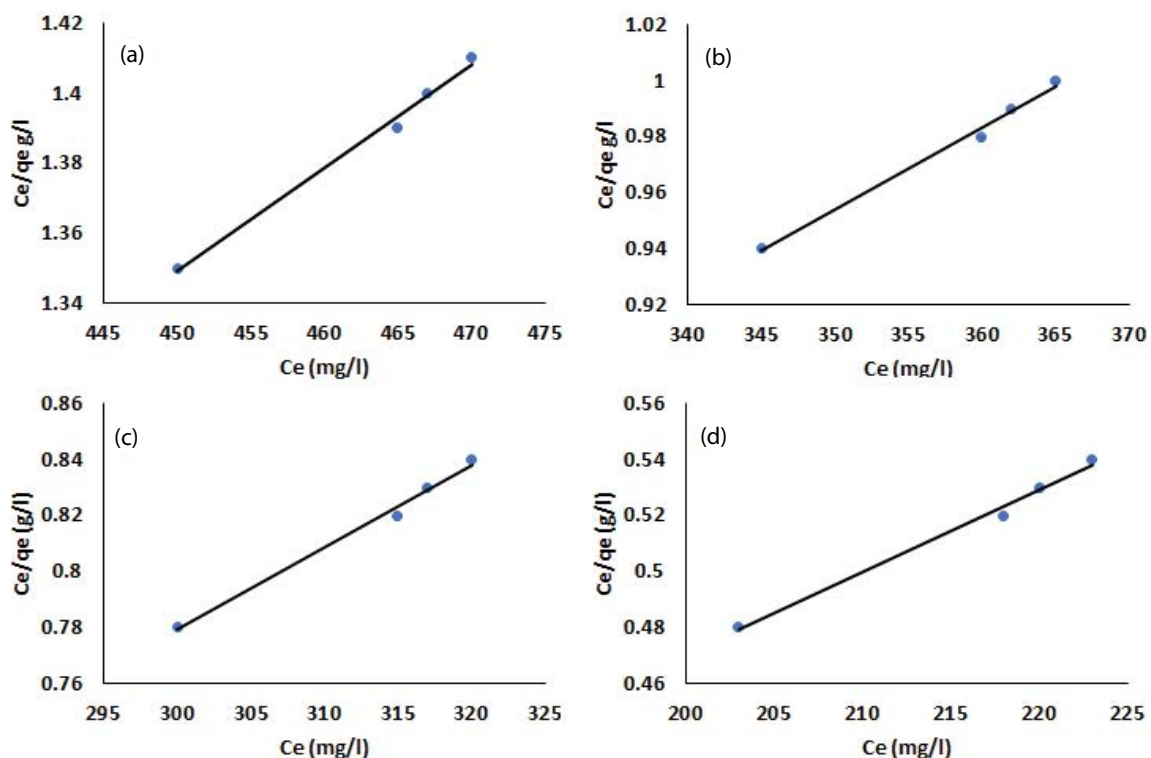 (a)
Ce/qe g/l
1.42
1.4
1.38
1.36
1.34
445 450 455 460 465 470 475
Ce (mg/l)
(b)
Ce/qe g/l
1.02
1
0.98
0.96
0.94
0.92
340 345 350 355 360 365 370
Ce (mg/l)
(c)
Ce/qe (g/l)
0.86
0.84
0.82
0.8
0.78
0.76
295 300 305 310 315 320 325
Ce (mg/l)
(d)
Ce/qe (g/l)
0.56
0.54
0.52
0.5
0.48
0.46
200 205 210 215 220 225
Ce (mg/l)